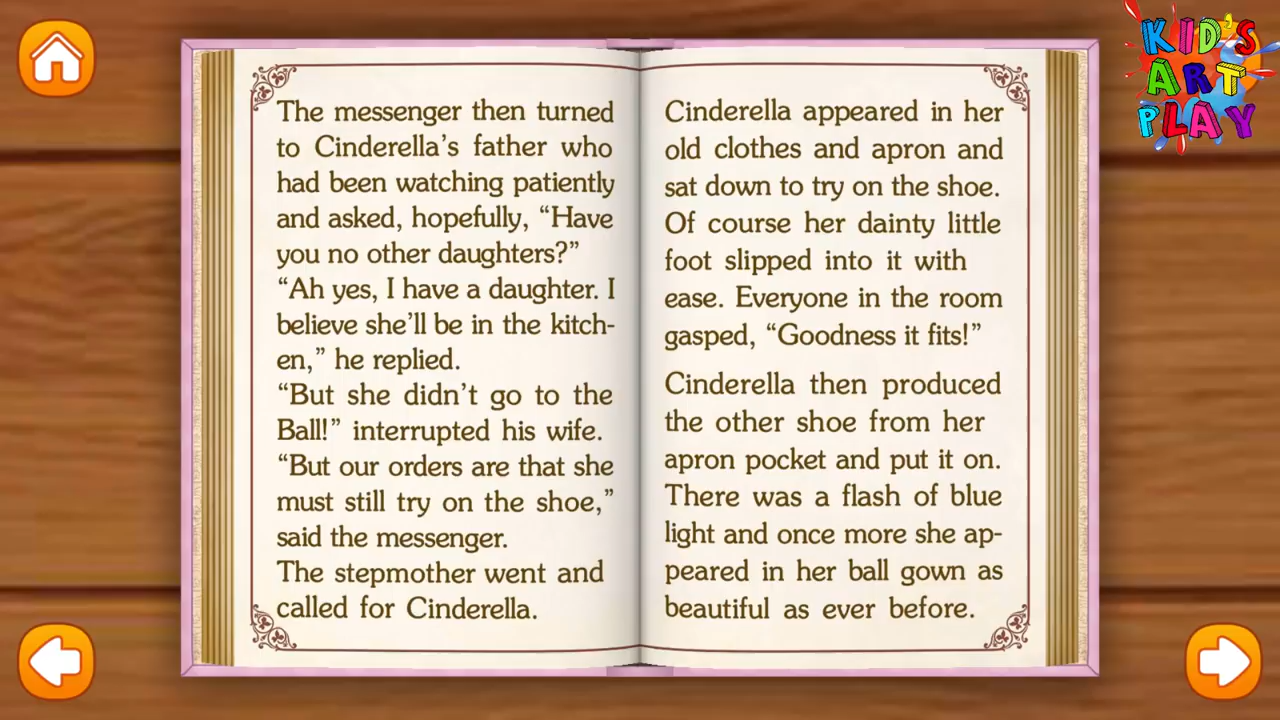 The messenger then turned
to Cinderella's father who
had been watching patiently
and asked, hopefully, “Have
you no other daughters?”
“Ah yes, I have a daughter. I
believe she'll be in the kitch-
en,” he replied.
“But she didn't go to the
Ball!” interrupted his wife.
“But our orders are that she
must still try on the shoe,”
said the messenger.
The stepmother went and
called for Cinderella.
Cinderella appeared in her
old clothes and apron and
sat down to try on the shoe.
Of course her dainty little
foot slipped into it with
ease. Everyone in the room
gasped, “Goodness it fits!”
Cinderella then produced
the other shoe from her
apron pocket and put it on.
There was a flash of blue
light and once more she ap-
peared in her ball gown as
beautiful as ever before.
KID'S
ART
PLAY